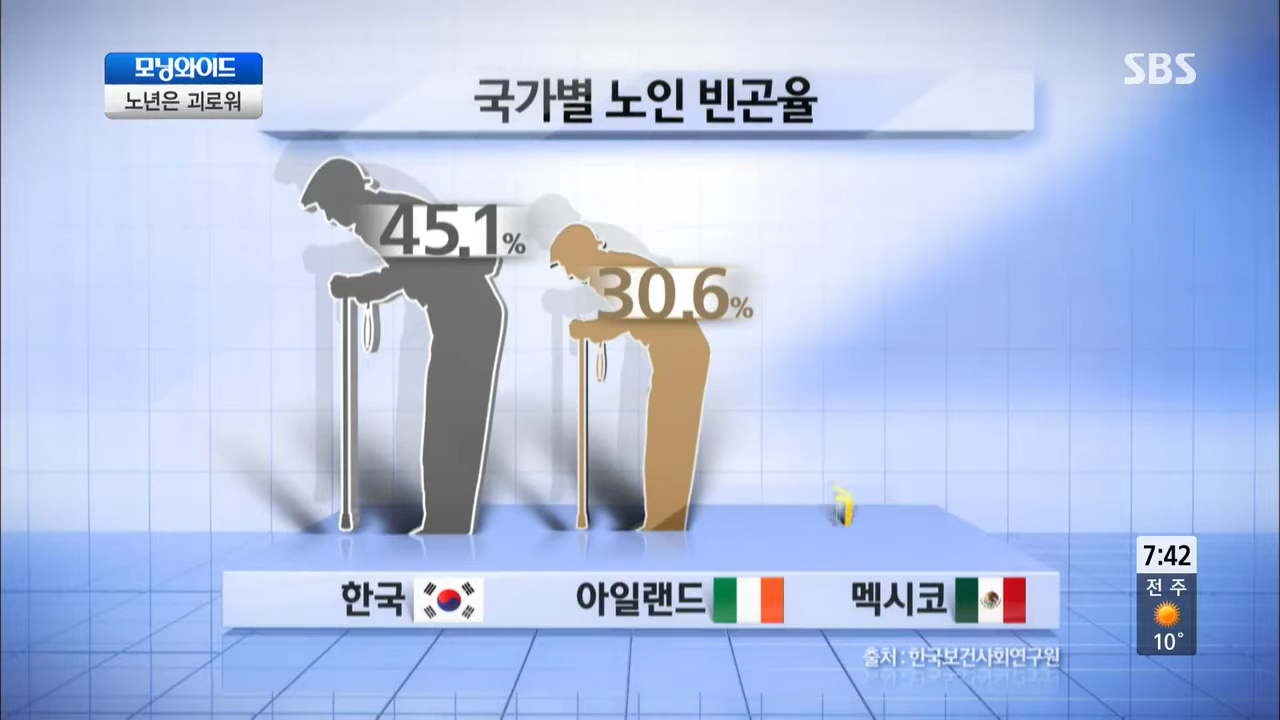 모닝와이드
노년은 괴로워
SBS
국가별 노인 빈곤율
45.1%
30.6%
한국
아일랜드
멕시코
출처 : 한국보건사회연구원
7:42
전 주
10°